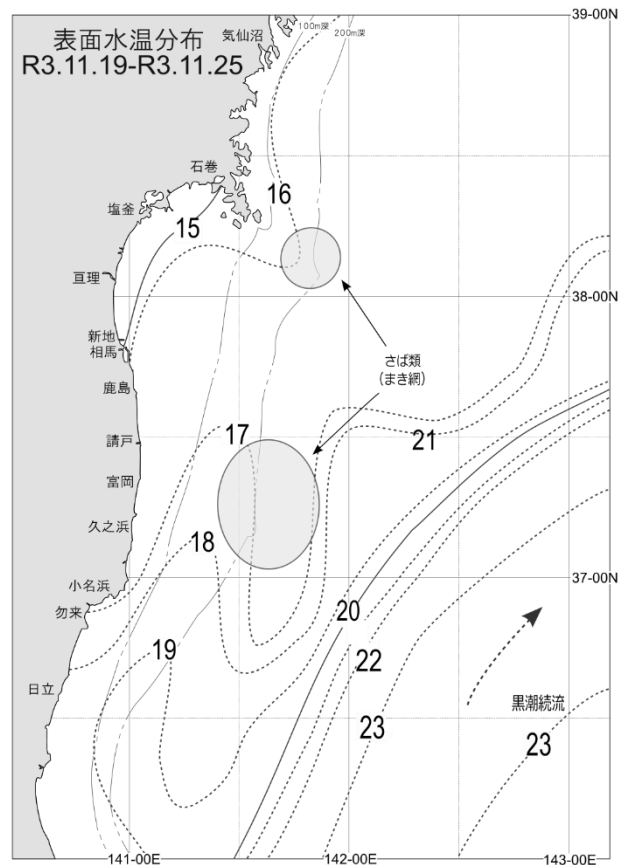 表面水温分布
R3.11.19-R3.11.25
気仙沼
100m深
200m深
39-00N
石巻
16
塩釜
15
亘理
38-00N
新地
相馬
さば類
(まき網)
鹿島
17
21
請戸
富岡
18
久之浜
37-00N
小名浜
勿来
20
19
22
日立
黒潮続流
23
23
141-00E
142-00E
143-00E